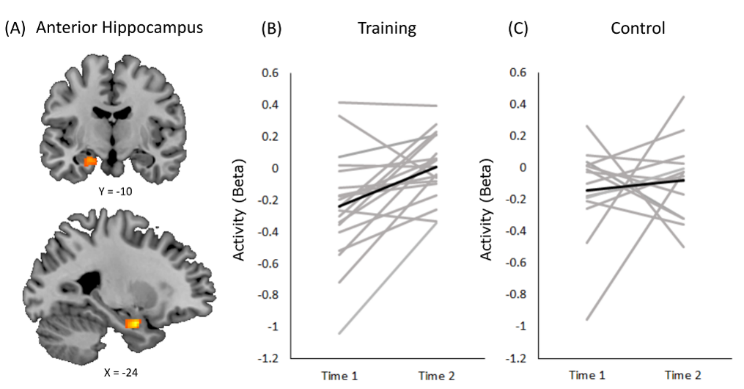 (A) Anterior Hippocampus
Y = -10
X = -24
(B) Training
Activity (Beta)
0.6
0.4
0.2
0
-0.2
-0.4
-0.6
-0.8
-1
-1.2
Time 1 Time 2
(C) Control
Activity (Beta)
0.6
0.4
0.2
0
-0.2
-0.4
-0.6
-0.8
-1
-1.2
Time 1 Time 2